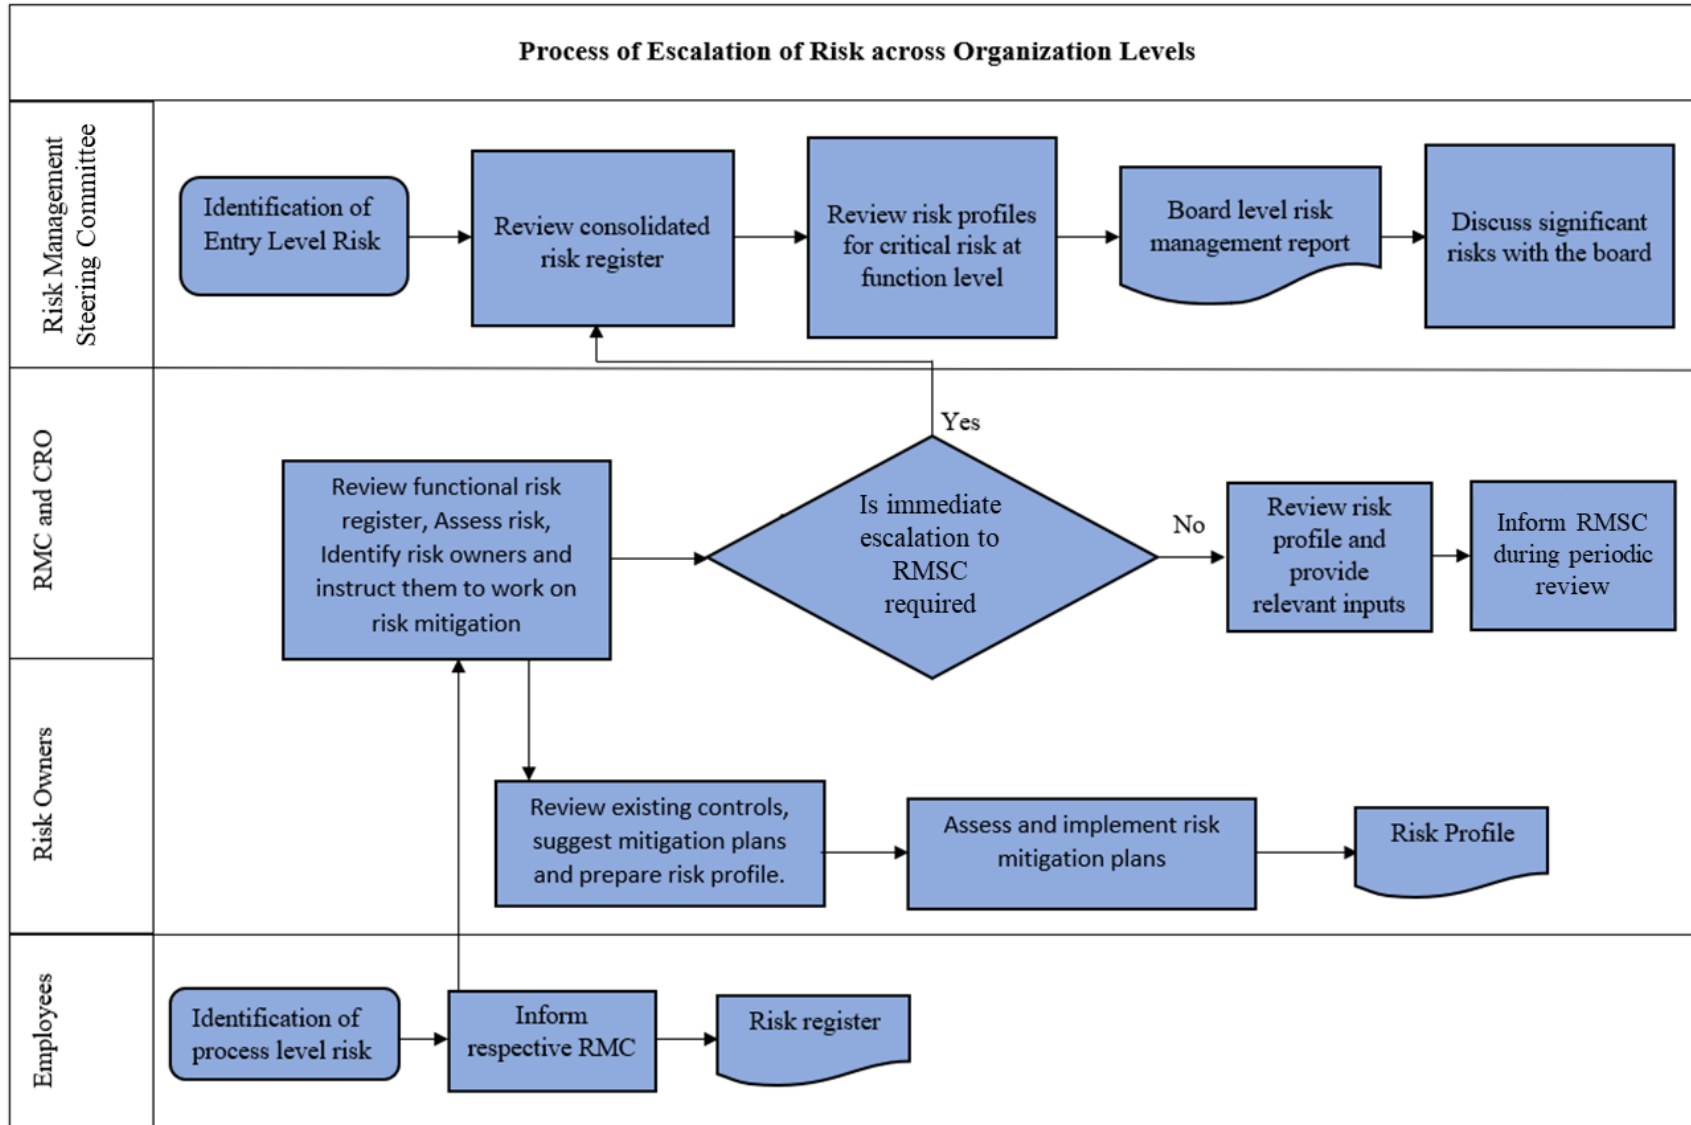 Process of Escalation of Risk across Organization Levels
Risk Management
Steering Committee
Identification of
Entry Level Risk
Review consolidated
risk register
Review risk profiles
for critical risk at
function level
Board level risk
management report
Discuss significant
risks with the board
RMC and CRO
Review functional risk
register, Assess risk,
Identify risk owners and
instruct them to work on
risk mitigation
Is immediate
escalation to
RMSC
required
Yes
No
Review risk
profile and
provide
relevant inputs
Inform RMSC
during periodic
review
Risk Owners
Review existing controls,
suggest mitigation plans
and prepare risk profile.
Assess and implement risk
mitigation plans
Risk Profile
Employees
Identification of
process level risk
Inform
respective RMC
Risk register